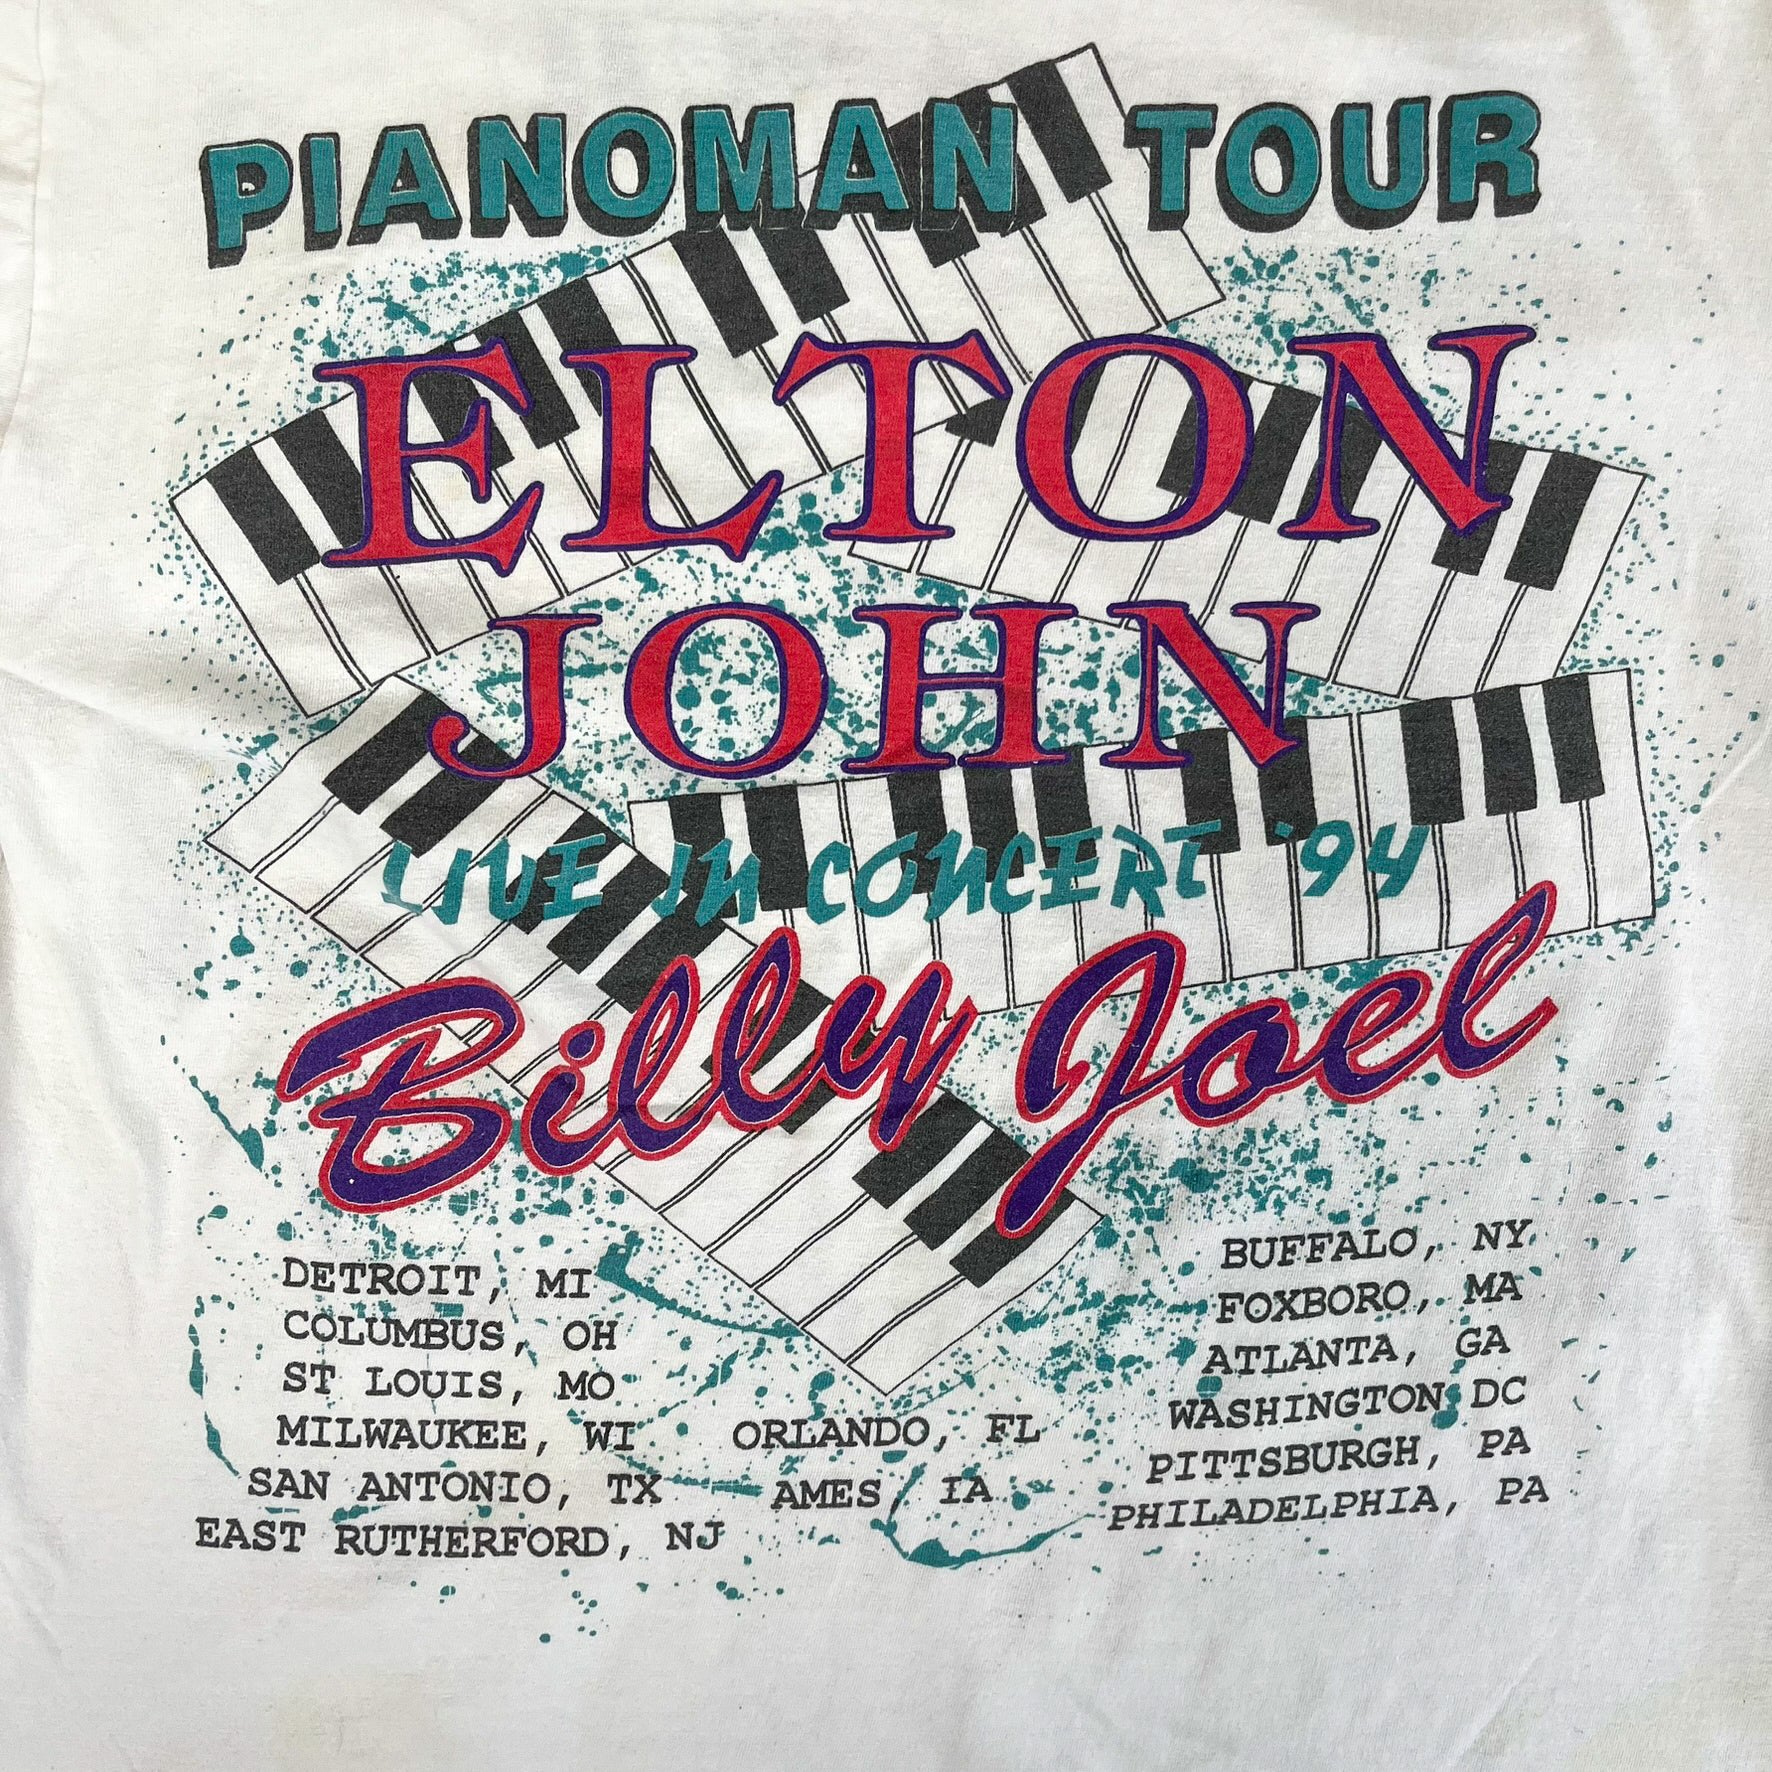 PIANOMAN TOUR
ELTON
JOHN
LIVE IN CONCERT '94
Billy Joel
DETROIT, MI
COLUMBUS, OH
ST LOUIS, MO
MILWAUKEE, WI
SAN ANTONIO, TX
EAST RUTHERFORD, NJ
ORLANDO, FL
AMES, IA
BUFFALO, NY
FOXBORO, MA
ATLANTA, GA
WASHINGTON, DC
PITTSBURGH, PA
PHILADELPHIA, PA